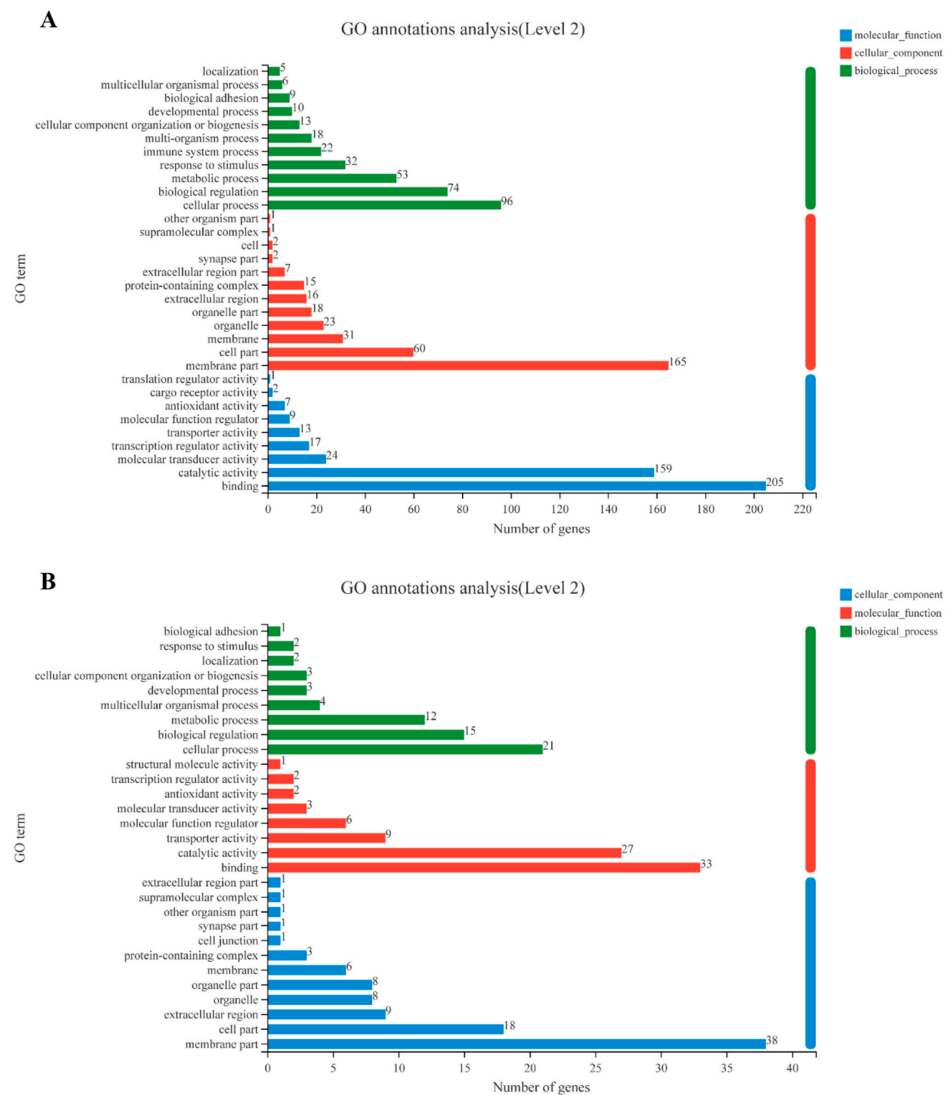 A
GO annotations analysis(Level 2)
molecular_function
cellular_component
biological_process
GO term
localization 5
multicellular organismal process 6
biological adhesion 9
developmental process 10
cellular component organization or biogenesis 13
multi-organism process 18
immune system process 22
response to stimulus 32
metabolic process 53
biological regulation 74
cellular process 96
other organism part 1
supramolecular complex 1
cell 2
synapse part 2
extracellular region part 7
protein-containing complex 15
extracellular region 16
organelle part 18
organelle 23
membrane 31
cell part 60
membrane part 165
translation regulator activity 1
cargo receptor activity 2
antioxidant activity 7
molecular function regulator 9
transporter activity 13
transcription regulator activity 17
molecular transducer activity 24
catalytic activity 159
binding 205
0 20 40 60 80 100 120 140 160 180 200 220
Number of genes
B
GO annotations analysis(Level 2)
cellular_component
molecular_function
biological_process
GO term
biological adhesion 1
response to stimulus 2
localization 2
cellular component organization or biogenesis 3
developmental process 3
multicellular organismal process 4
metabolic process 12
biological regulation 15
cellular process 21
structural molecule activity 1
transcription regulator activity 2
antioxidant activity 2
molecular transducer activity 3
molecular function regulator 6
transporter activity 9
catalytic activity 27
binding 33
extracellular region part 1
supramolecular complex 1
other organism part 1
synapse part 1
cell junction 1
protein-containing complex 3
membrane 6
organelle part 8
organelle 8
extracellular region 9
cell part 18
membrane part 38
0 5 10 15 20 25 30 35 40
Number of genes